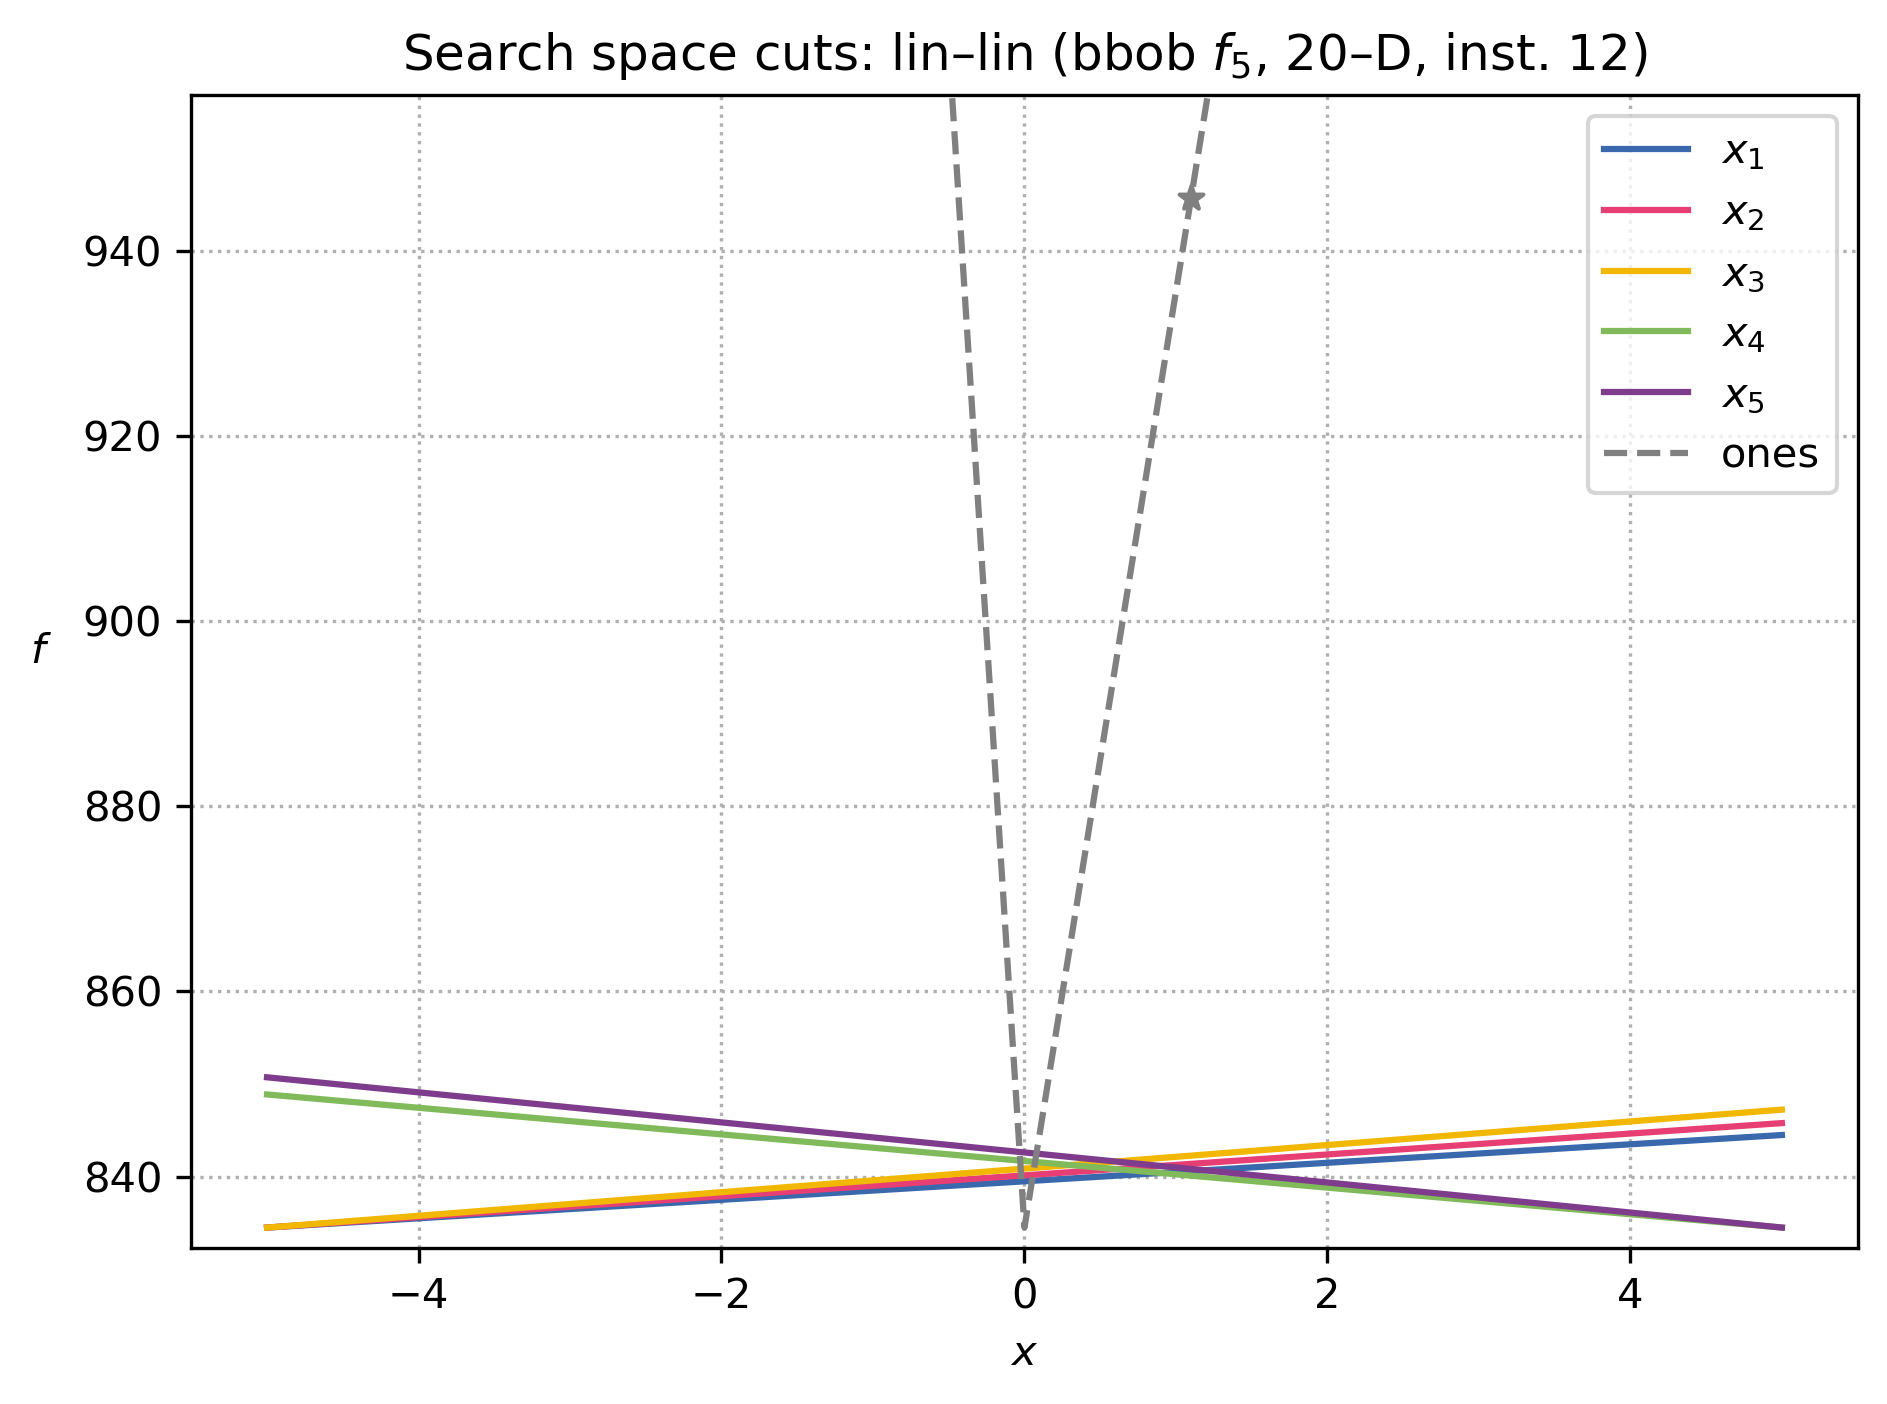 Search space cuts: lin–lin (bbob f₅, 20–D, inst. 12)
x₁
x₂
x₃
x₄
x₅
ones
940
920
900
880
860
840
f
−4 −2 0 2 4
x